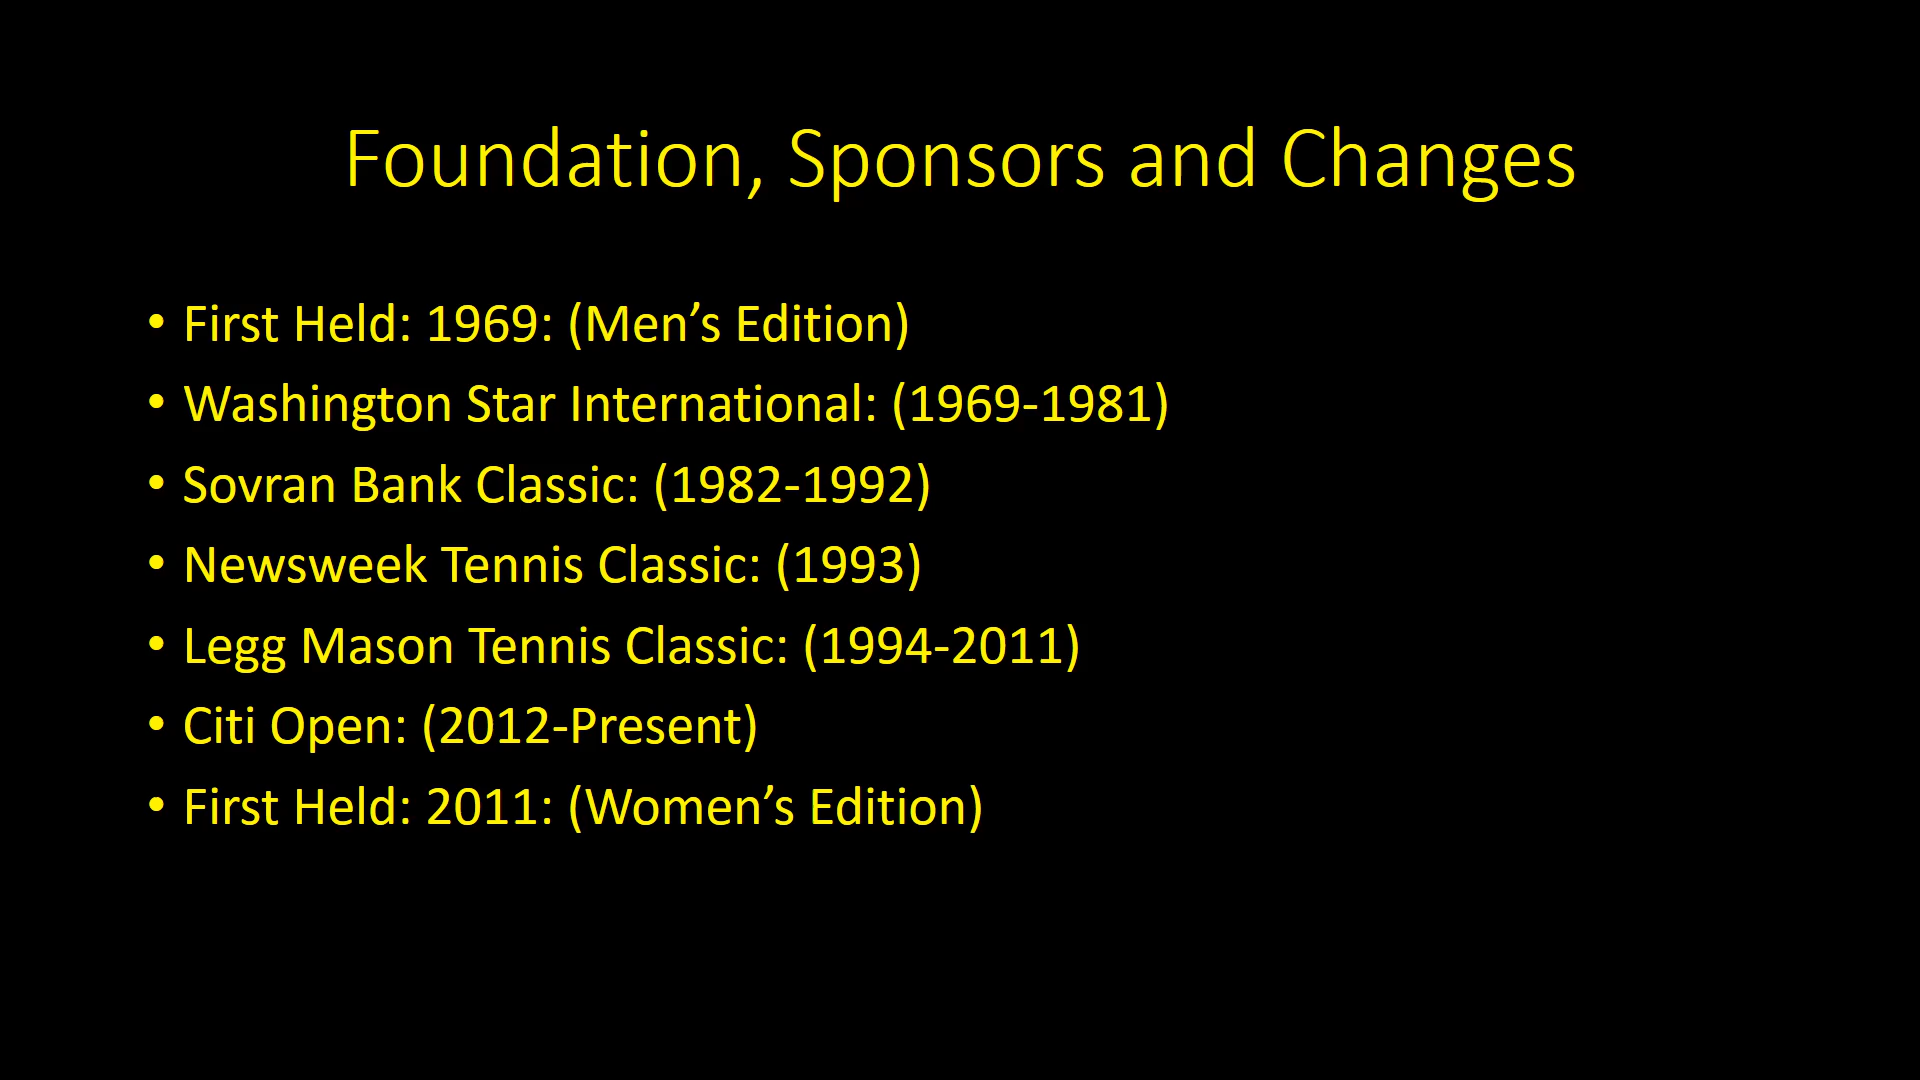 Foundation, Sponsors and Changes
• First Held: 1969: (Men’s Edition)
• Washington Star International: (1969-1981)
• Sovran Bank Classic: (1982-1992)
• Newsweek Tennis Classic: (1993)
• Legg Mason Tennis Classic: (1994-2011)
• Citi Open: (2012-Present)
• First Held: 2011: (Women’s Edition)